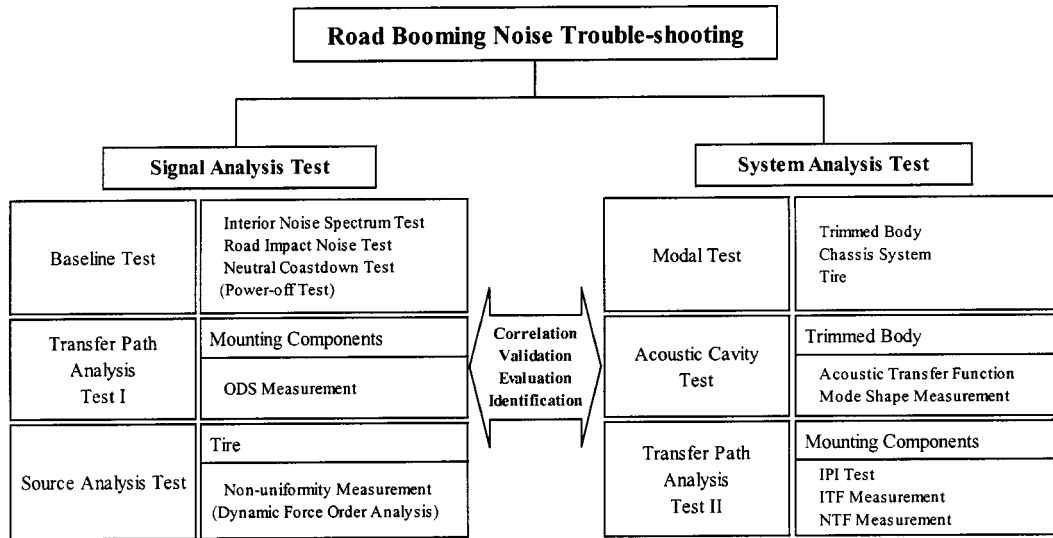 Road Booming Noise Trouble-shooting
Signal Analysis Test
Baseline Test
Interior Noise Spectrum Test
Road Impact Noise Test
Neutral Coastdown Test
(Power-off Test)
Transfer Path
Analysis
Test I
Mounting Components
ODS Measurement
Source Analysis Test
Tire
Non-uniformity Measurement
(Dynamic Force Order Analysis)
Correlation
Validation
Evaluation
Identification
System Analysis Test
Modal Test
Trimmed Body
Chassis System
Tire
Acoustic Cavity
Test
Trimmed Body
Acoustic Transfer Function
Mode Shape Measurement
Transfer Path
Analysis
Test II
Mounting Components
IPI Test
ITF Measurement
NTF Measurement